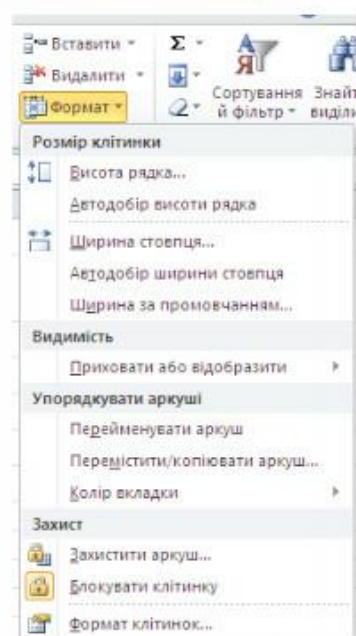 Вставити
Σ
Видалити
Формат
Сортування
й фільтр
Розмір клітинки
Висота рядка...
Автодобір висоти рядка
Ширина стовпця...
Автодобір ширини стовпця
Ширина за промовчанням...
Видимість
Приховати або відобразити
Упорядкувати аркуші
Перейменувати аркуш
Перемістити/копіювати аркуш...
Колір вкладки
Захист
Захистити аркуш...
Блокувати клітинку
Формат клітинок...